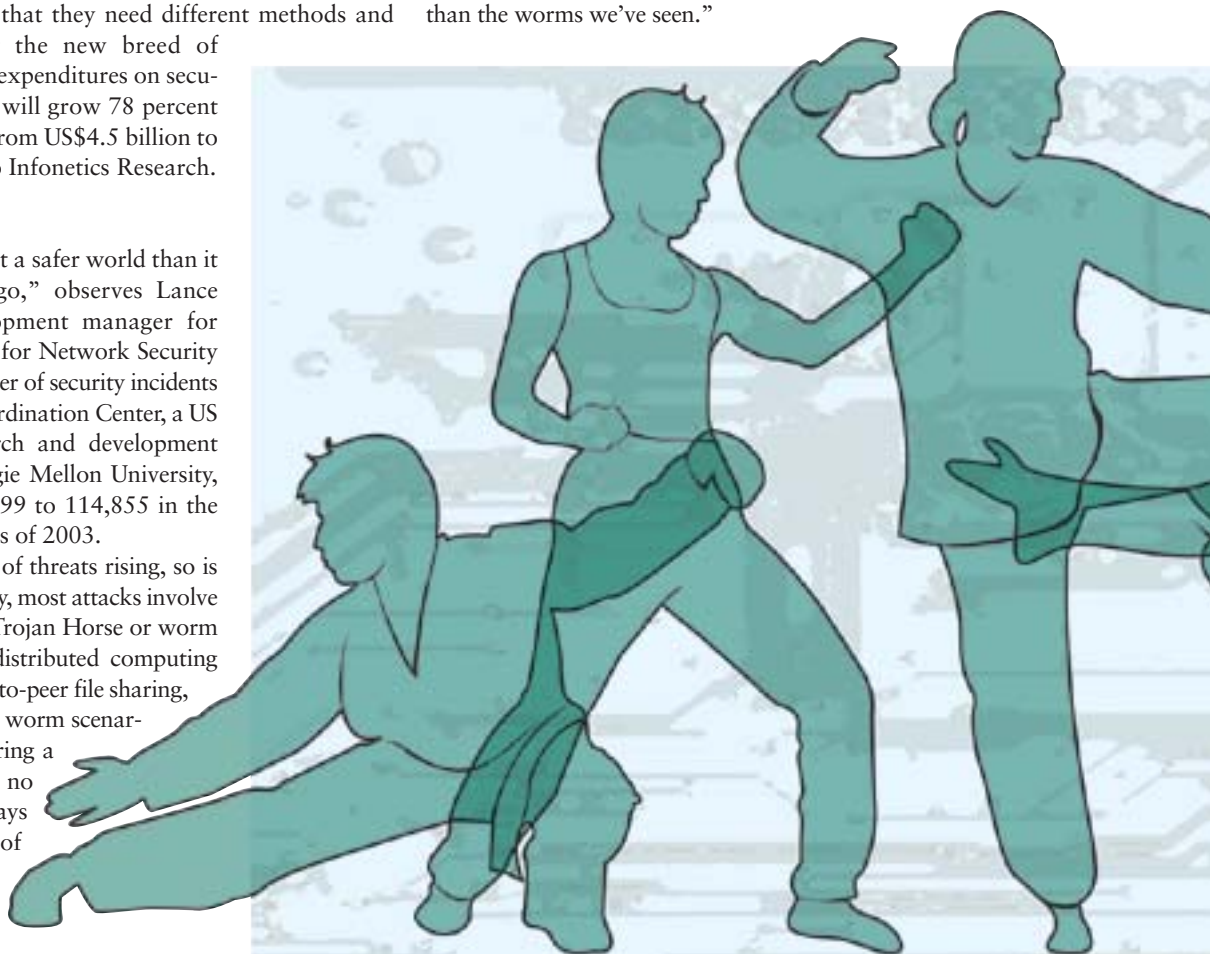 that they need different methods and
the new breed of
expenditures on secu-
will grow 78 percent
rom US$4.5 billion to
Infonetics Research.
t a safer world than it
go,” observes Lance
opment manager for
for Network Security
er of security incidents
rdination Center, a US
rch and development
gie Mellon University,
99 to 114,855 in the
s of 2003.
of threats rising, so is
y, most attacks involve
Trojan Horse or worm
distributed computing
to-peer file sharing,
worm scenar-
ring a
no
ays
of
than the worms we’ve seen.”